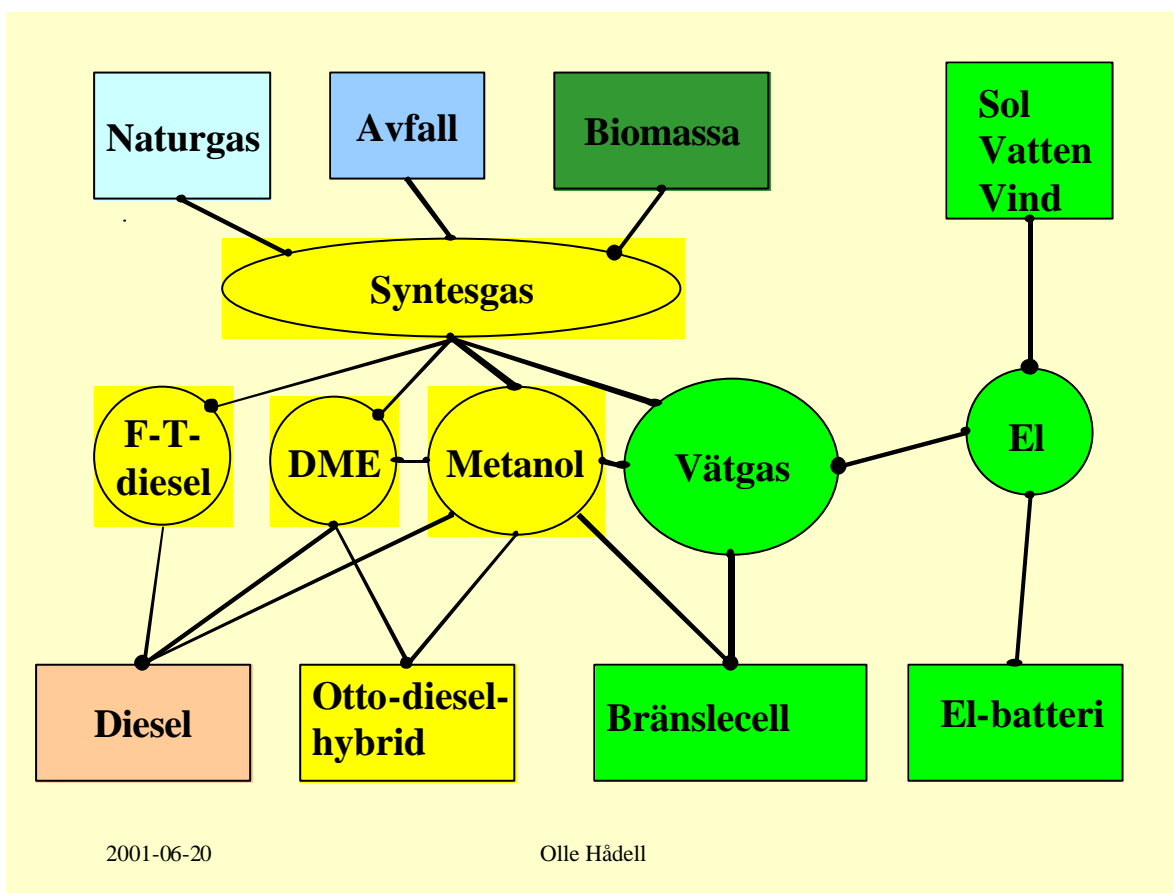 Naturgas
Avfall
Biomassa
Sol
Vatten
Vind
Syntesgas
F-T-
diesel
DME
Metanol
Vätgas
El
Diesel
Otto-diesel-
hybrid
Bränslecell
El-batteri
2001-06-20
Olle Hådell